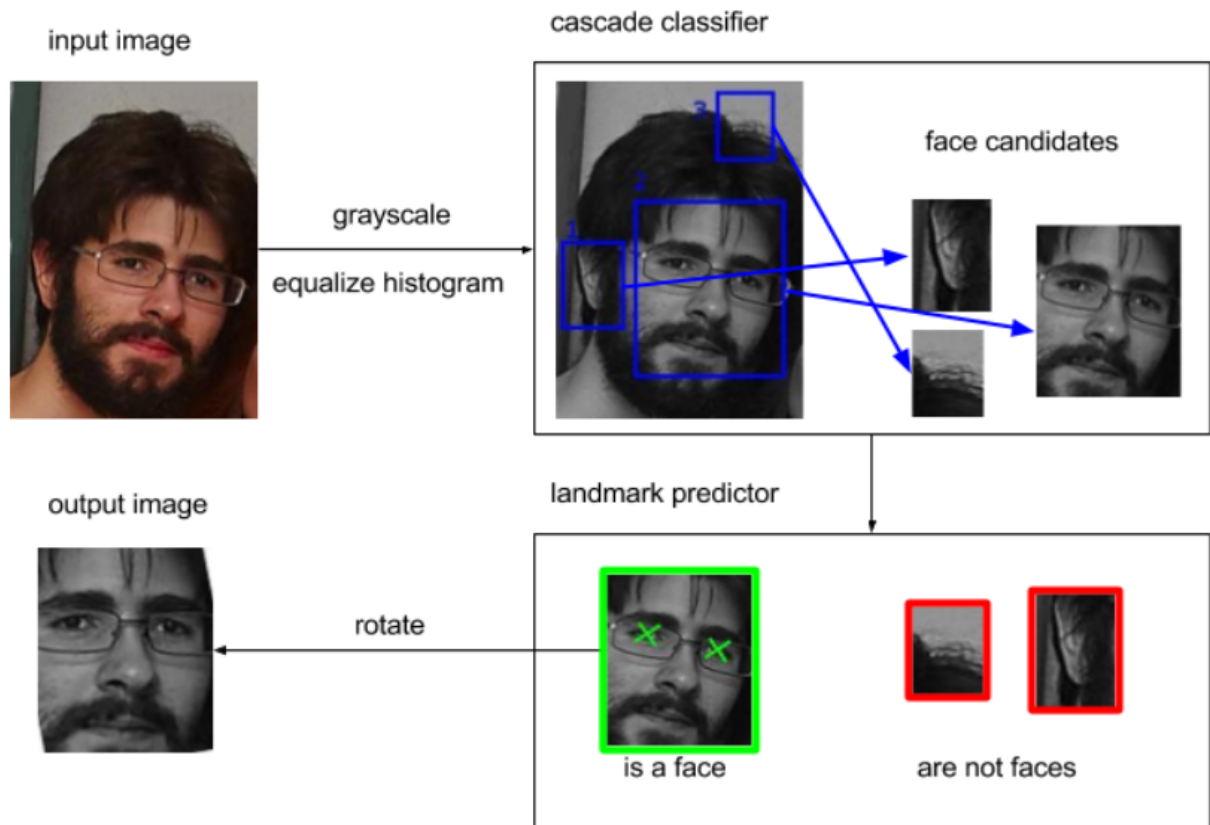 input image
cascade classifier
grayscale
equalize histogram
3
2
1
face candidates
output image
landmark predictor
rotate
is a face
are not faces